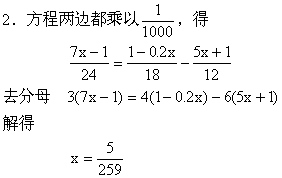 2．方程两边都乘以 1/1000，得
(7x－1)/24 = (1－0.2x)/18 － (5x＋1)/12
去分母 3(7x－1) = 4(1－0.2x)－6(5x＋1)
解得
x = 5/259